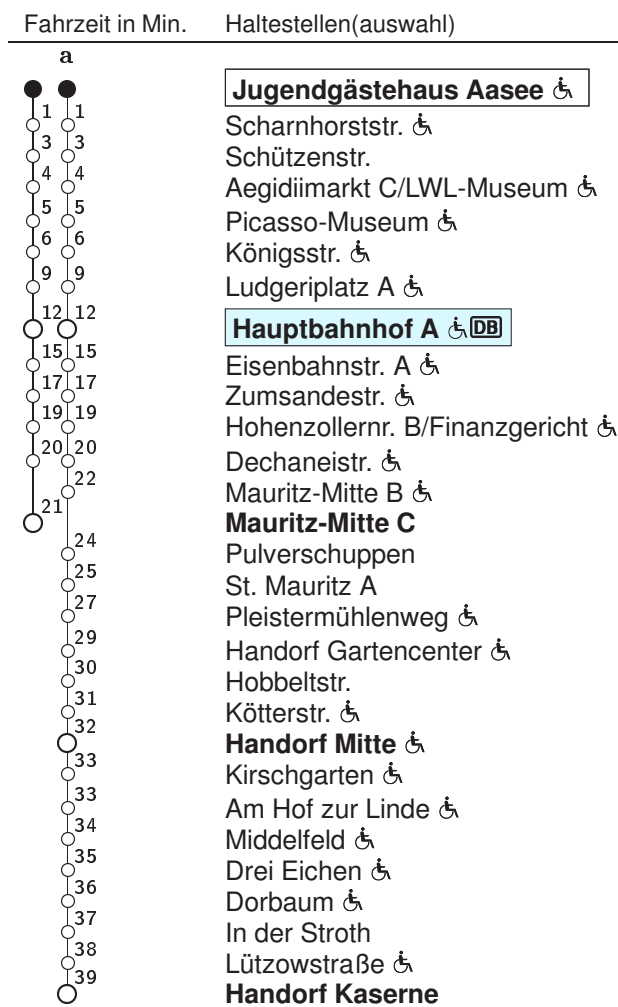 Fahrzeit in Min. Haltestellen(auswahl)
a
Jugendgästehaus Aasee
1 1 Scharnhorststr.
3 3 Schützenstr.
4 4 Aegidiimarkt C/LWL-Museum
5 5 Picasso-Museum
6 6 Königsstr.
9 9 Ludgeriplatz A
12 12 Hauptbahnhof A DB
15 15 Eisenbahnstr. A
17 17 Zumsandestr.
19 19 Hohenzollernr. B/Finanzgericht
20 20 Dechaneistr.
22 Mauritz-Mitte B
21 Mauritz-Mitte C
24 Pulverschuppen
25 St. Mauritz A
27 Pleistermühlenweg
29 Handorf Gartencenter
30 Hobbeltstr.
31 Kötterstr.
32 Handorf Mitte
33 Kirschgarten
33 Am Hof zur Linde
34 Middelfeld
35 Drei Eichen
36 Dorbaum
37 In der Stroth
38 Lützowstraße
39 Handorf Kaserne